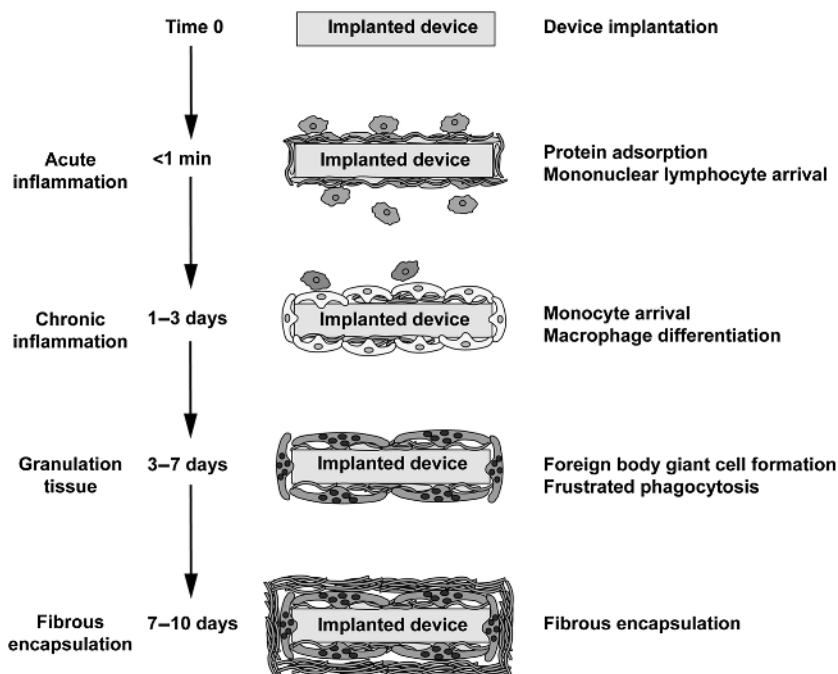 Time 0
Implanted device
Device implantation
Acute
inflammation
<1 min
Implanted device
Protein adsorption
Mononuclear lymphocyte arrival
Chronic
inflammation
1–3 days
Implanted device
Monocyte arrival
Macrophage differentiation
Granulation
tissue
3–7 days
Implanted device
Foreign body giant cell formation
Frustrated phagocytosis
Fibrous
encapsulation
7–10 days
Implanted device
Fibrous encapsulation